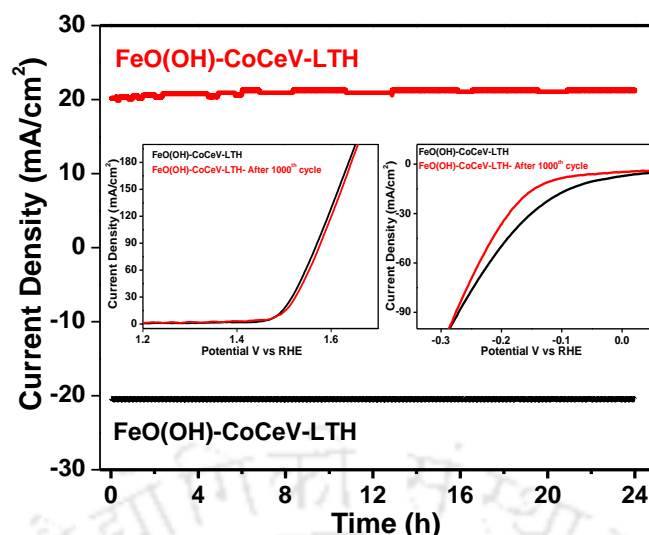 30
FeO(OH)-CoCeV-LTH
20
10
0
-10
-20
-30
Current Density (mA/cm²)
180
150
120
90
60
30
0
Current Density (mA/cm²)
FeO(OH)-CoCeV-LTH
FeO(OH)-CoCeV-LTH- After 1000th cycle
1.2 1.4 1.6
Potential V vs RHE
0
-30
-60
-90
Current Density (mA/cm²)
FeO(OH)-CoCeV-LTH
FeO(OH)-CoCeV-LTH- After 1000th cycle
-0.3 -0.2 -0.1 0.0
Potential V vs RHE
FeO(OH)-CoCeV-LTH
0 4 8 12 16 20 24
Time (h)